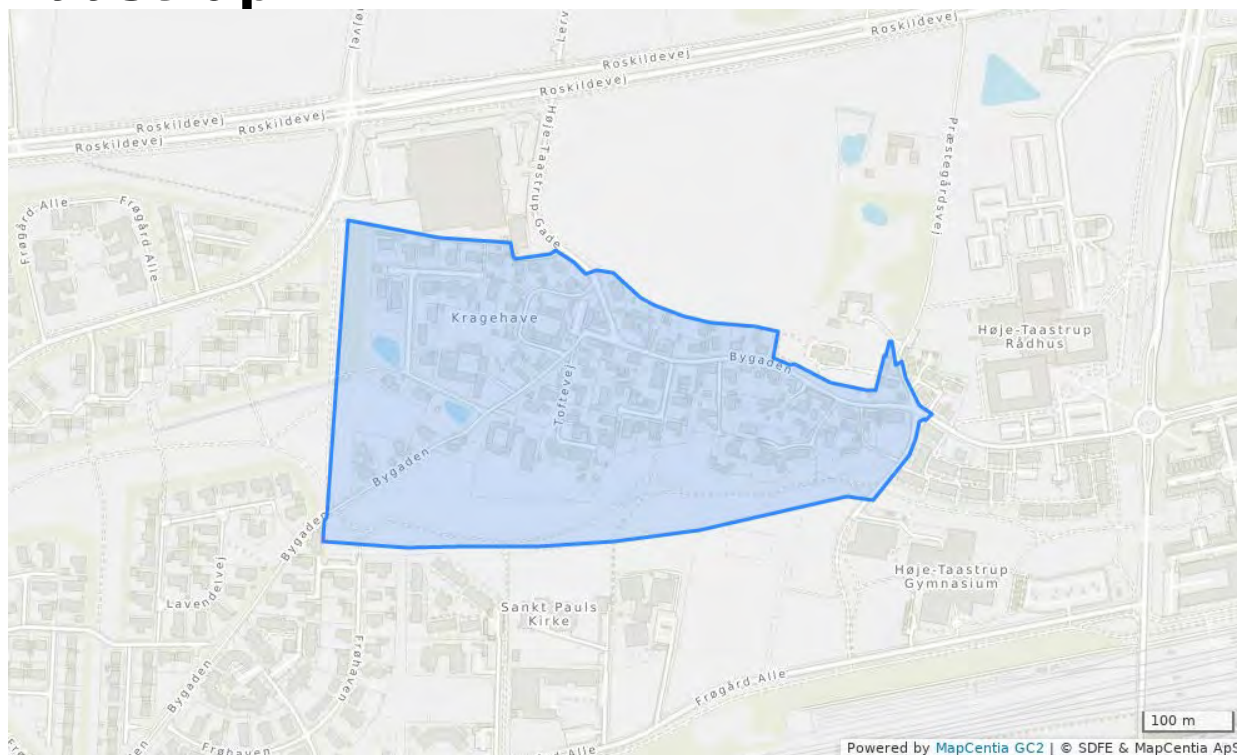 Roskildevej
Roskildevej
Roskildevej
Roskildevej
Roskildevej
Roskildevej
Høje-Taastrup Gade
Præstegårdsvej
Frøgård Alle
Frøgård Alle
Kragehave
Høje-Taastrup
Rådhus
Bygaden
Toftevej
Bygaden
Bygaden
Lavendelvej
Høje-Taastrup
Gymnasium
Sankt Pauls
Kirke
Frøhaven
Bygaden
Frøgård Alle
Frøhaven
100 m
Powered by MapCentia GC2 | © SDFE & MapCentia ApS